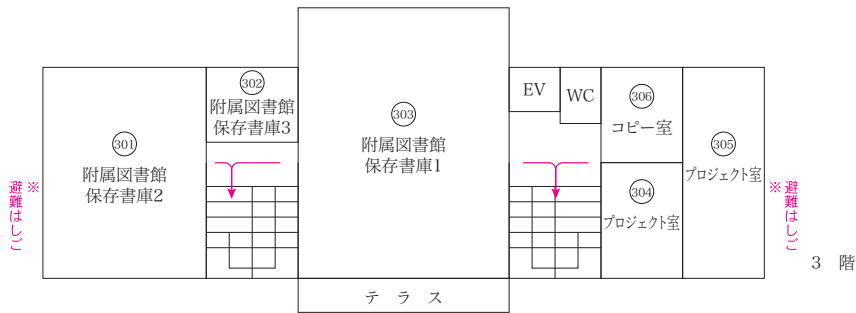 302
附属図書館
保存書庫3
303
附属図書館
保存書庫1
EV
WC
306
コピー室
301
附属図書館
保存書庫2
305
プロジェクト室
304
プロジェクト室
※
避難はしご
※
避難はしご
3 階
テ ラ ス